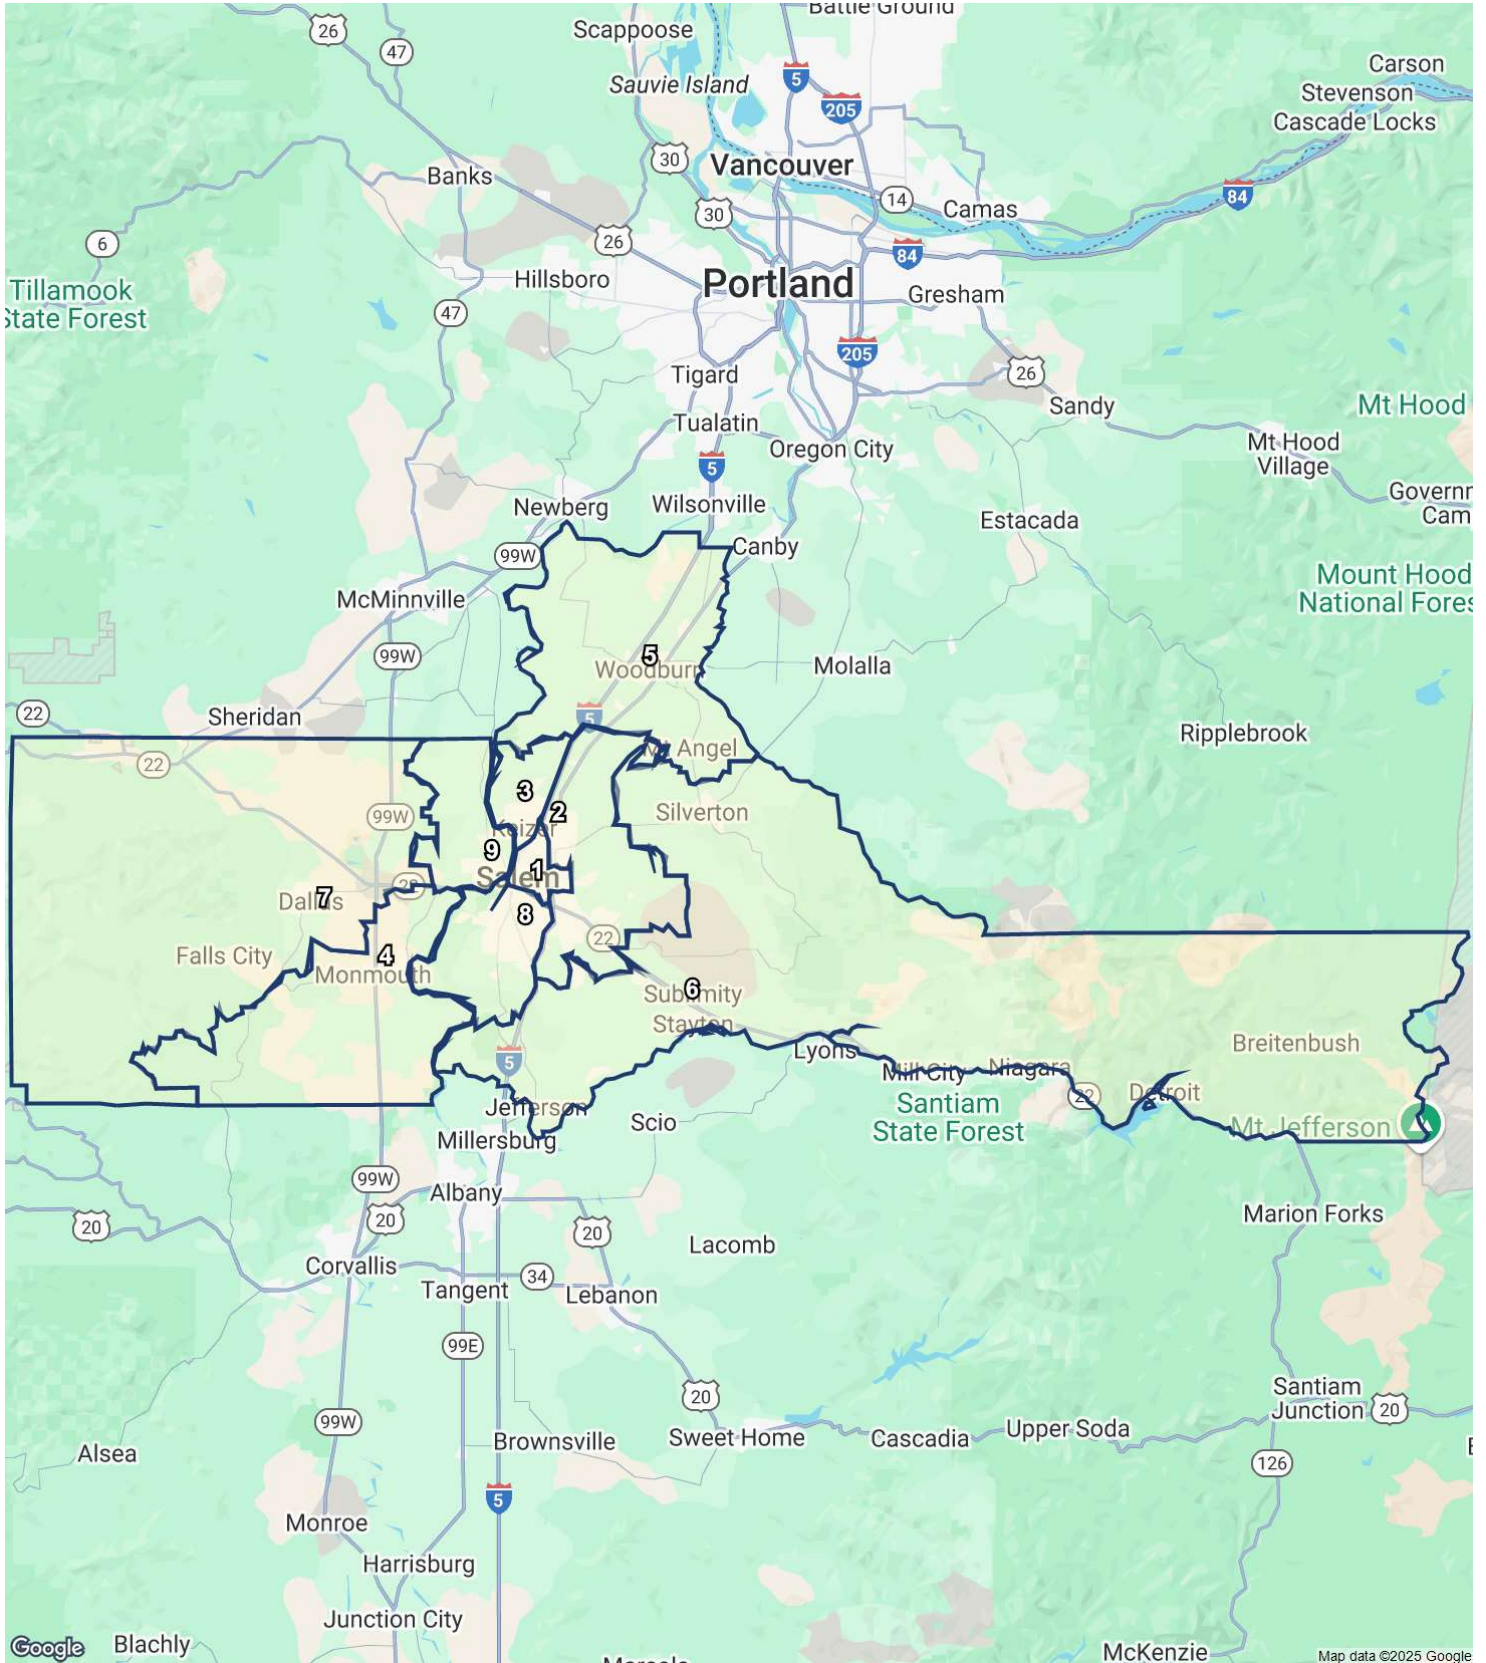 Battle Ground
26
Scappoose
47
Sauvie Island
5
205
Carson
Stevenson
Cascade Locks
30
Vancouver
Banks
84
14
Camas
30
26
6
84
Hillsboro
Portland
Gresham
Tillamook
State Forest
47
205
26
Tigard
Sandy
Mt Hood
Tualatin
Oregon City
Mt Hood
Village
5
Newberg
Wilsonville
Governm
Cam
Estacada
99W
Canby
McMinnville
Mount Hood
National Fores
99W
5
Woodburn
Molalla
22
Sheridan
5
Ripplebrook
Mt Angel
22
3
2
Silverton
99W
Keizer
9
1
Salem
22
7
Dallas
8
22
4
Falls City
Monmouth
6
Sublimity
Stayton
Lyons
Breitenbush
5
Mill City
Niagara
22
Detroit
Jefferson
Santiam
State Forest
Scio
Mt Jefferson
Millersburg
99W
Albany
20
20
20
Marion Forks
Lacomb
Corvallis
34
Tangent
Lebanon
99E
20
Santiam
Junction
20
99W
Sweet Home
Cascadia
Upper Soda
Brownsville
Alsea
126
5
Monroe
Harrisburg
Junction City
Google
Blachly
McKenzie
Map data ©2025 Google